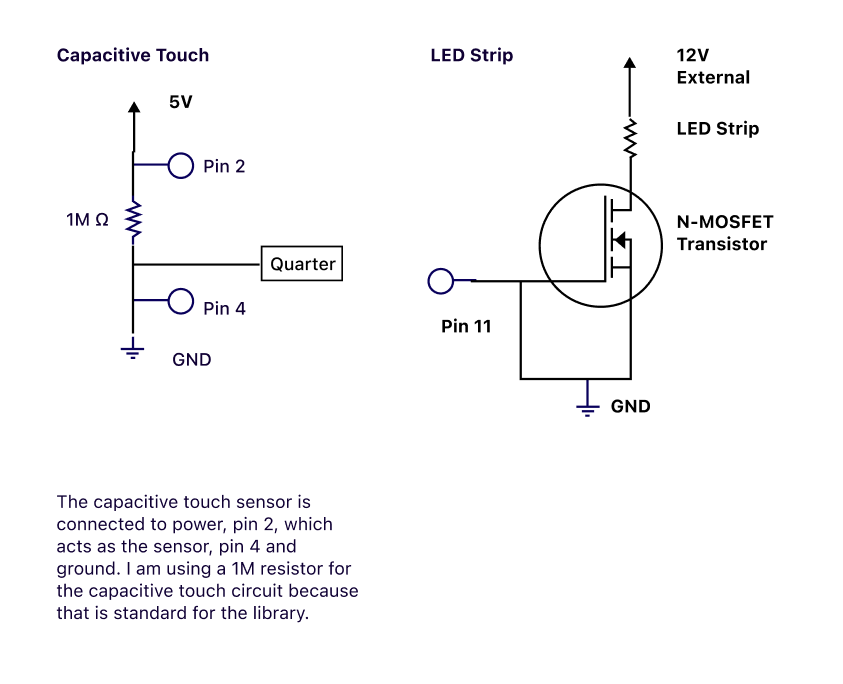 Capacitive Touch
5V
Pin 2
1M Ω
Quarter
Pin 4
GND
LED Strip
12V
External
LED Strip
N-MOSFET
Transistor
Pin 11
GND
The capacitive touch sensor is
connected to power, pin 2, which
acts as the sensor, pin 4 and
ground. I am using a 1M resistor for
the capacitive touch circuit because
that is standard for the library.